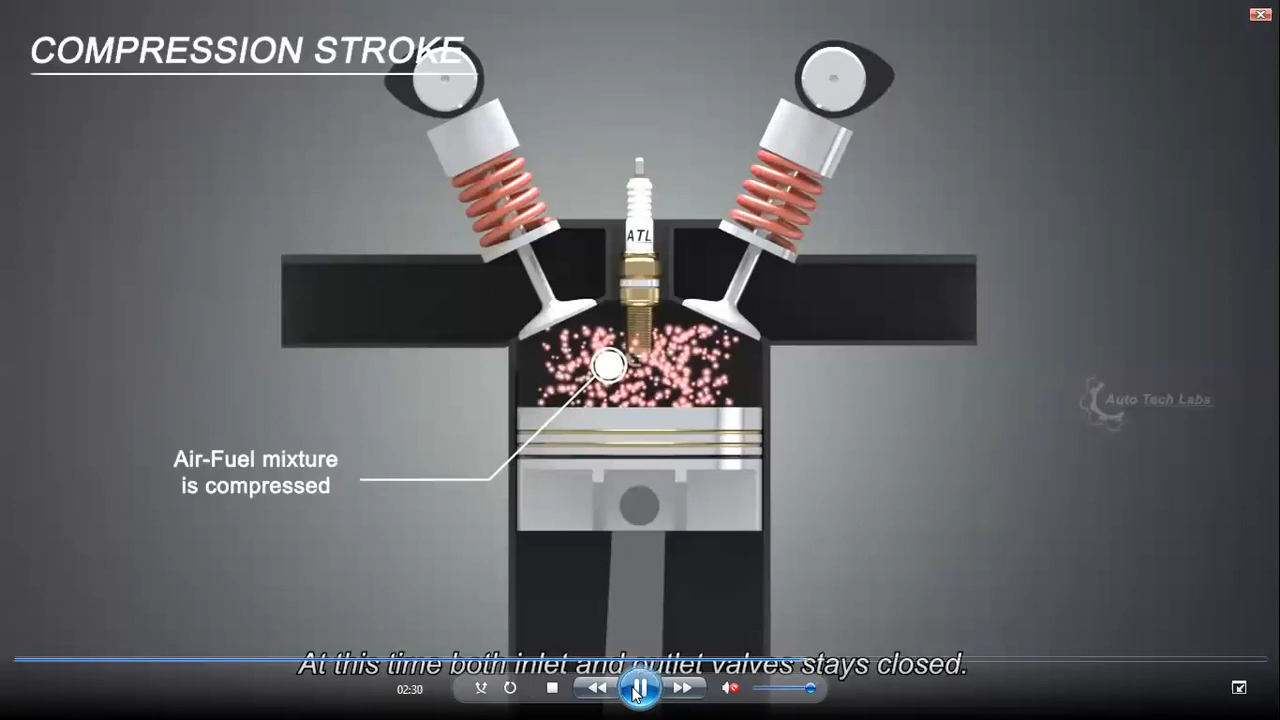 COMPRESSION STROKE
ATL
Auto Tech Labs
Air-Fuel mixture
is compressed
At this time both inlet and outlet valves stays closed.
02:30